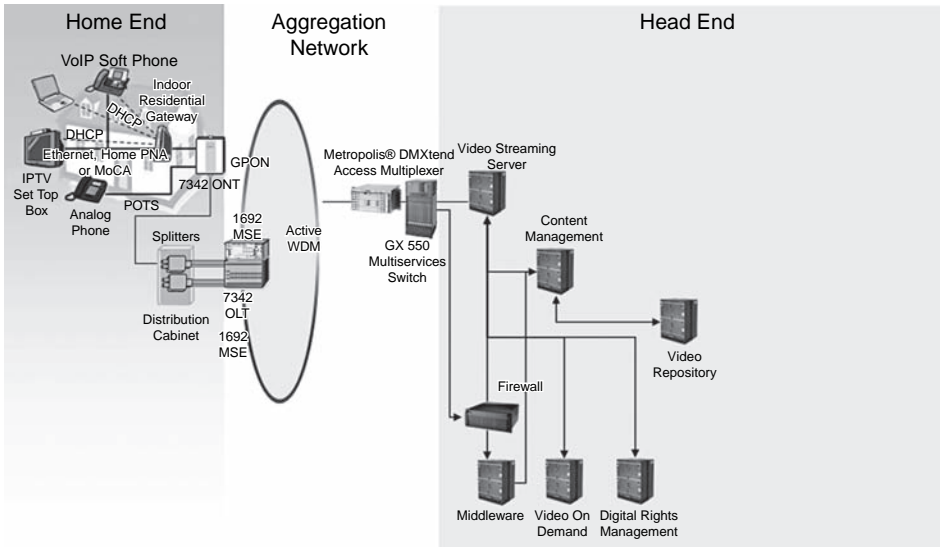 Home End
Aggregation
Network
Head End
VoIP Soft Phone
Indoor
Residential
Gateway
DHCP
DHCP
Ethernet, Home PNA,
or MoCA
GPON
7342 ONT
IPTV
Set Top
Box
Analog
Phone
POTS
Splitters
1692
MSE
Distribution
Cabinet
7342
OLT
1692
MSE
Active
WDM
Metropolis® DMXtend
Access Multiplexer
GX 550
Multiservices
Switch
Video Streaming
Server
Content
Management
Video
Repository
Firewall
Middleware
Video On
Demand
Digital Rights
Management